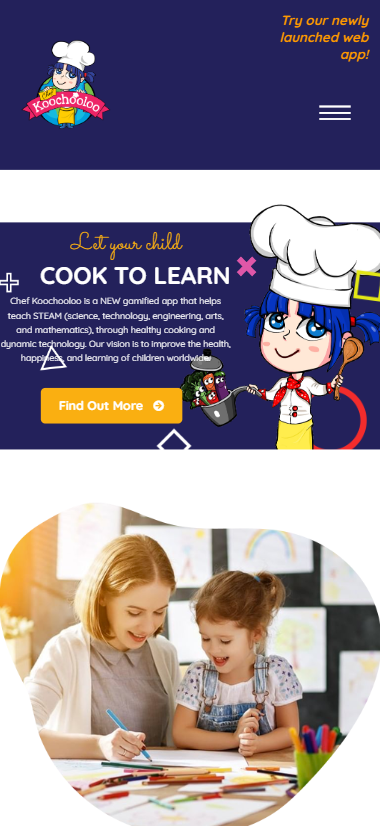 Try our newly
launched web
app!
Chef
Koochooloo
Let your child
COOK TO LEARN
Chef Koochooloo is a NEW gamified app that helps
teach STEAM (science, technology, engineering, arts,
and mathematics), through healthy cooking and
dynamic technology. Our vision is to improve the health,
happiness, and learning of children worldwide.
Find Out More